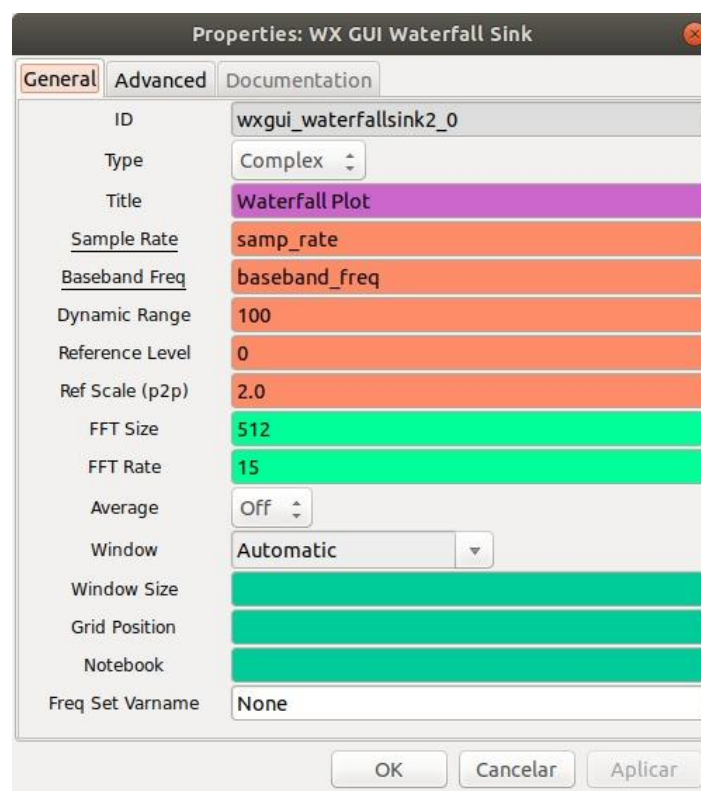 Properties: WX GUI Waterfall Sink
General Advanced Documentation
ID wxgui_waterfallsink2_0
Type Complex
Title Waterfall Plot
Sample Rate samp_rate
Baseband Freq baseband_freq
Dynamic Range 100
Reference Level 0
Ref Scale (p2p) 2.0
FFT Size 512
FFT Rate 15
Average Off
Window Automatic
Window Size
Grid Position
Notebook
Freq Set Varname None
OK Cancelar Aplicar